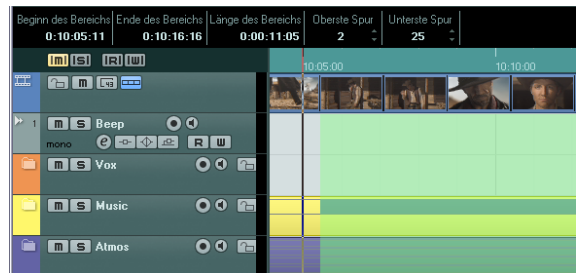 Beginn des Bereichs Ende des Bereichs Länge des Bereichs Oberste Spur Unterste Spur
0:10:05:11 0:10:16:16 0:00:11:05 2 25
m S R W
10:05:00 10:10:00
m
1 m S Beep
mono e R W
m S Vox
m S Music
m S Atmos